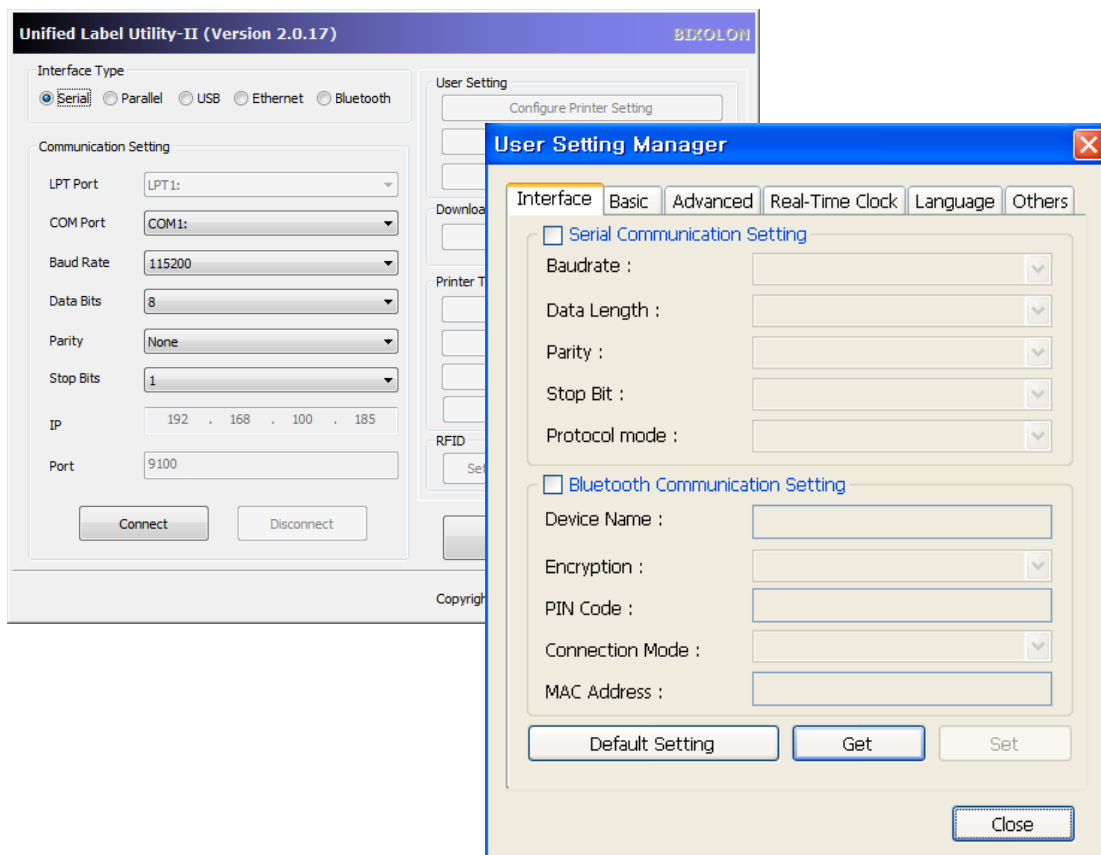 Unified Label Utility-II (Version 2.0.17)
BIXOLON
Interface Type
Serial
Parallel
USB
Ethernet
Bluetooth
Communication Setting
LPT Port
LPT1:
COM Port
COM1:
Baud Rate
115200
Data Bits
8
Parity
None
Stop Bits
1
IP
192 . 168 . 100 . 185
Port
9100
Connect
Disconnect
User Setting
Configure Printer Setting
Downloa
Printer T
RFID
Set
Copyrigh
User Setting Manager
Interface
Basic
Advanced
Real-Time Clock
Language
Others
Serial Communication Setting
Baudrate :
Data Length :
Parity :
Stop Bit :
Protocol mode :
Bluetooth Communication Setting
Device Name :
Encryption :
PIN Code :
Connection Mode :
MAC Address :
Default Setting
Get
Set
Close